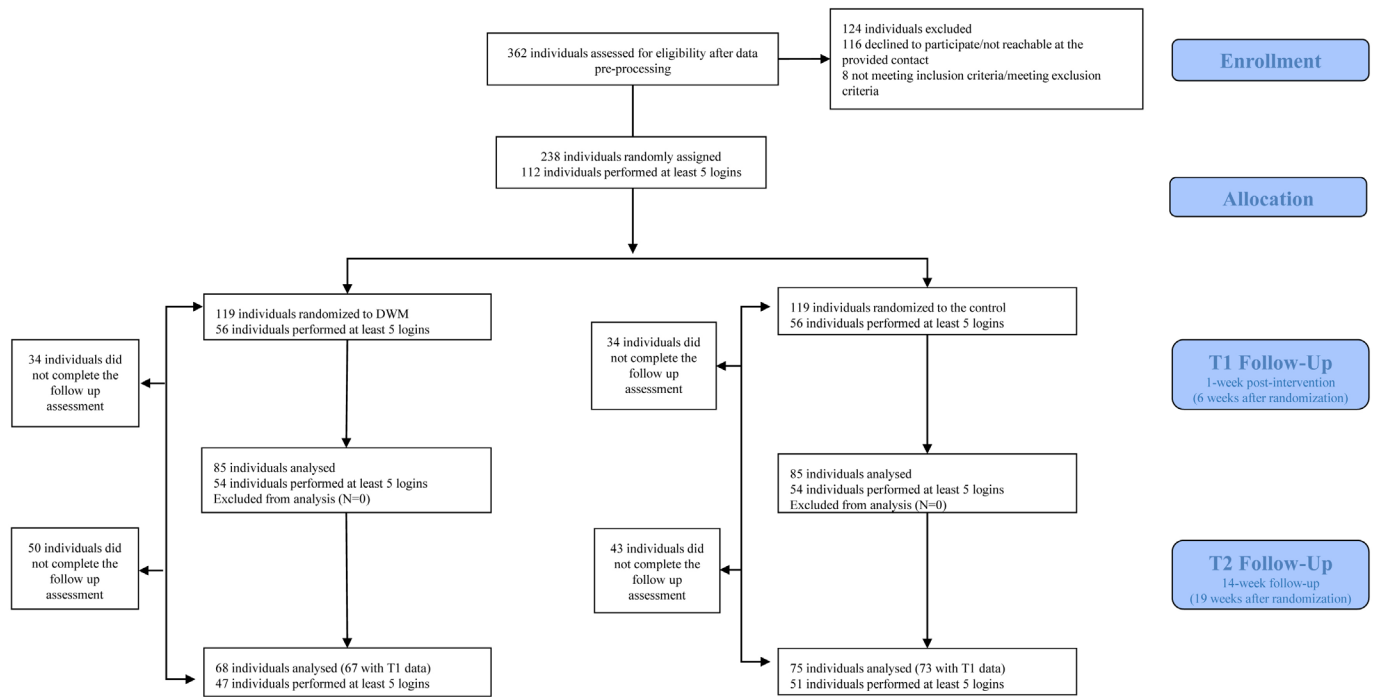 362 individuals assessed for eligibility after data
pre-processing
124 individuals excluded
116 declined to participate/not reachable at the
provided contact
8 not meeting inclusion criteria/meeting exclusion
criteria
Enrollment
238 individuals randomly assigned
112 individuals performed at least 5 logins
Allocation
119 individuals randomized to DWM
56 individuals performed at least 5 logins
119 individuals randomized to the control
56 individuals performed at least 5 logins
34 individuals did
not complete the
follow up
assessment
34 individuals did
not complete the
follow up
assessment
T1 Follow-Up
1-week post-intervention
(6 weeks after randomization)
85 individuals analysed
54 individuals performed at least 5 logins
Excluded from analysis (N=0)
85 individuals analysed
54 individuals performed at least 5 logins
Excluded from analysis (N=0)
50 individuals did
not complete the
follow up
assessment
43 individuals did
not complete the
follow up
assessment
T2 Follow-Up
14-week follow-up
(19 weeks after randomization)
68 individuals analysed (67 with T1 data)
47 individuals performed at least 5 logins
75 individuals analysed (73 with T1 data)
51 individuals performed at least 5 logins